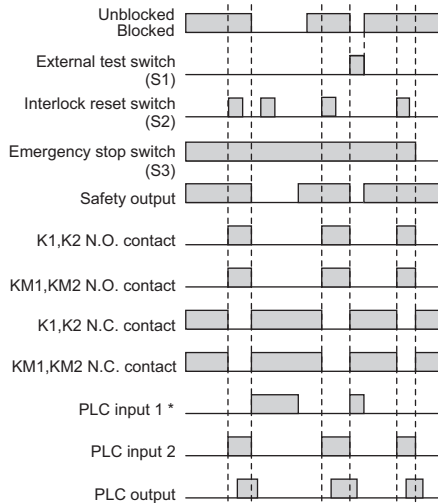 Unblocked
Blocked
External test switch
(S1)
Interlock reset switch
(S2)
Emergency stop switch
(S3)
Safety output
K1,K2 N.O. contact
KM1,KM2 N.O. contact
K1,K2 N.C. contact
KM1,KM2 N.C. contact
PLC input 1 *
PLC input 2
PLC output